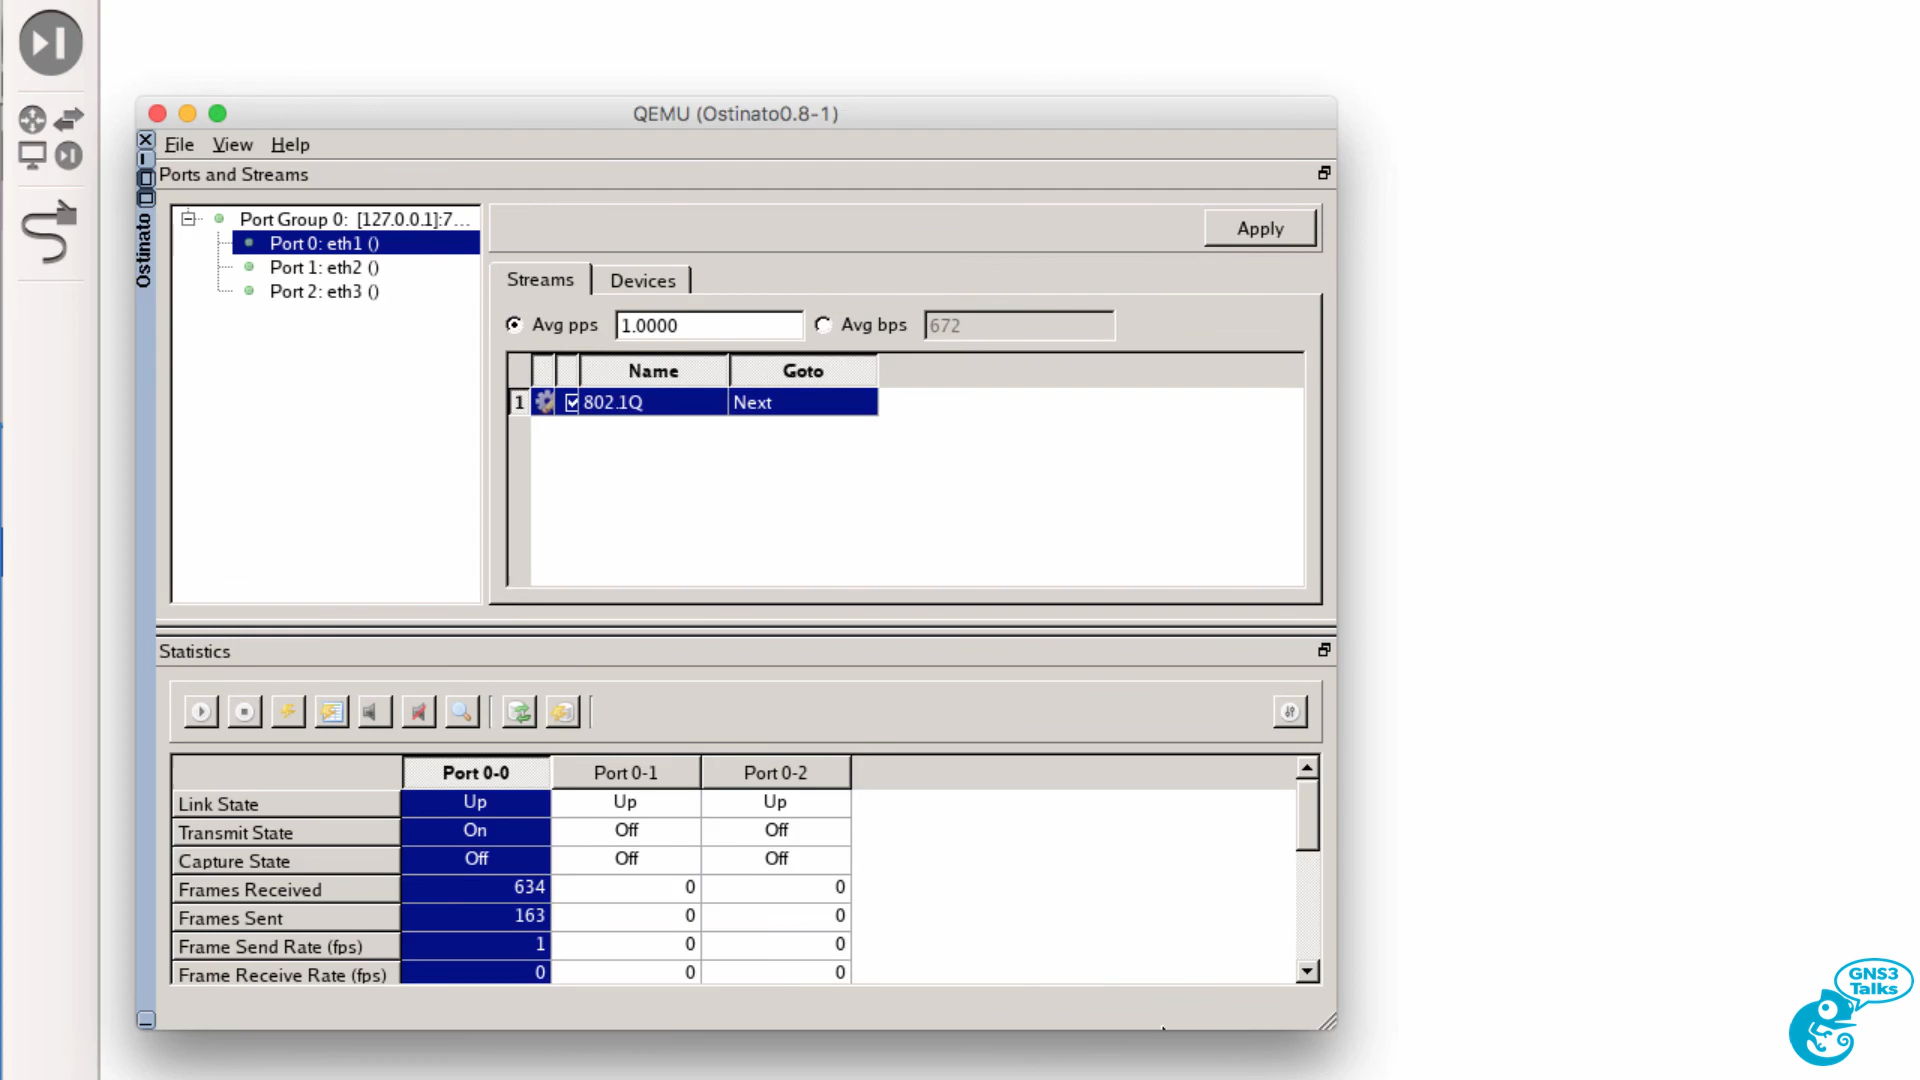 QEMU (Ostinato0.8-1)
File View Help
Ports and Streams
Ostinato
Port Group 0: [127.0.0.1]:7...
Port 0: eth1 ()
Port 1: eth2 ()
Port 2: eth3 ()
Apply
Streams Devices
Avg pps 1.0000 Avg bps 672
Name Goto
1 802.1Q Next
Statistics
Port 0-0 Port 0-1 Port 0-2
Link State Up Up Up
Transmit State On Off Off
Capture State Off Off Off
Frames Received 634 0 0
Frames Sent 163 0 0
Frame Send Rate (fps) 1 0 0
Frame Receive Rate (fps) 0 0 0
GNS3
Talks